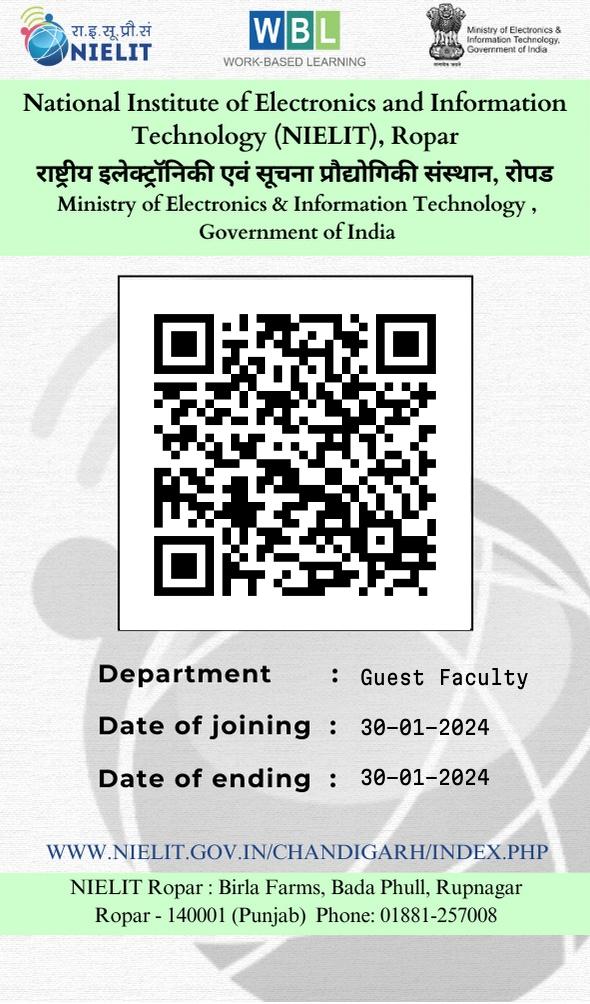 रा.इ.सू.प्रौ.सं
NIELIT
WBL
WORK-BASED LEARNING
Ministry of Electronics &
Information Technology,
Government of India
सत्यमेव जयते
National Institute of Electronics and Information
Technology (NIELIT), Ropar
राष्ट्रीय इलेक्ट्रॉनिकी एवं सूचना प्रौद्योगिकी संस्थान, रोपड
Ministry of Electronics & Information Technology ,
Government of India
Department : Guest Faculty
Date of joining : 30-01-2024
Date of ending : 30-01-2024
WWW.NIELIT.GOV.IN/CHANDIGARH/INDEX.PHP
NIELIT Ropar : Birla Farms, Bada Phull, Rupnagar
Ropar - 140001 (Punjab) Phone: 01881-257008